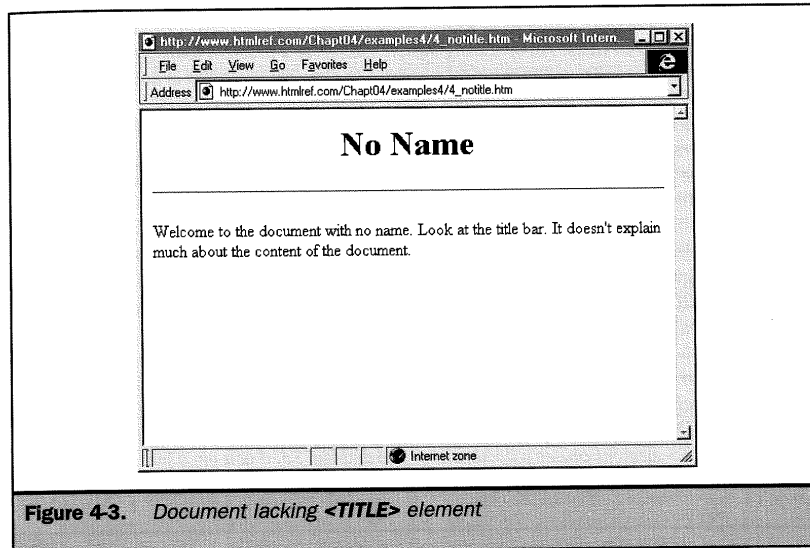 http://www.htmlref.com/Chapt04/examples4/4_notitle.htm - Microsoft Intern...
File Edit View Go Favorites Help
Address http://www.htmlref.com/Chapt04/examples4/4_notitle.htm
No Name
Welcome to the document with no name. Look at the title bar. It doesn't explain
much about the content of the document.
Internet zone
Figure 4-3. Document lacking <TITLE> element